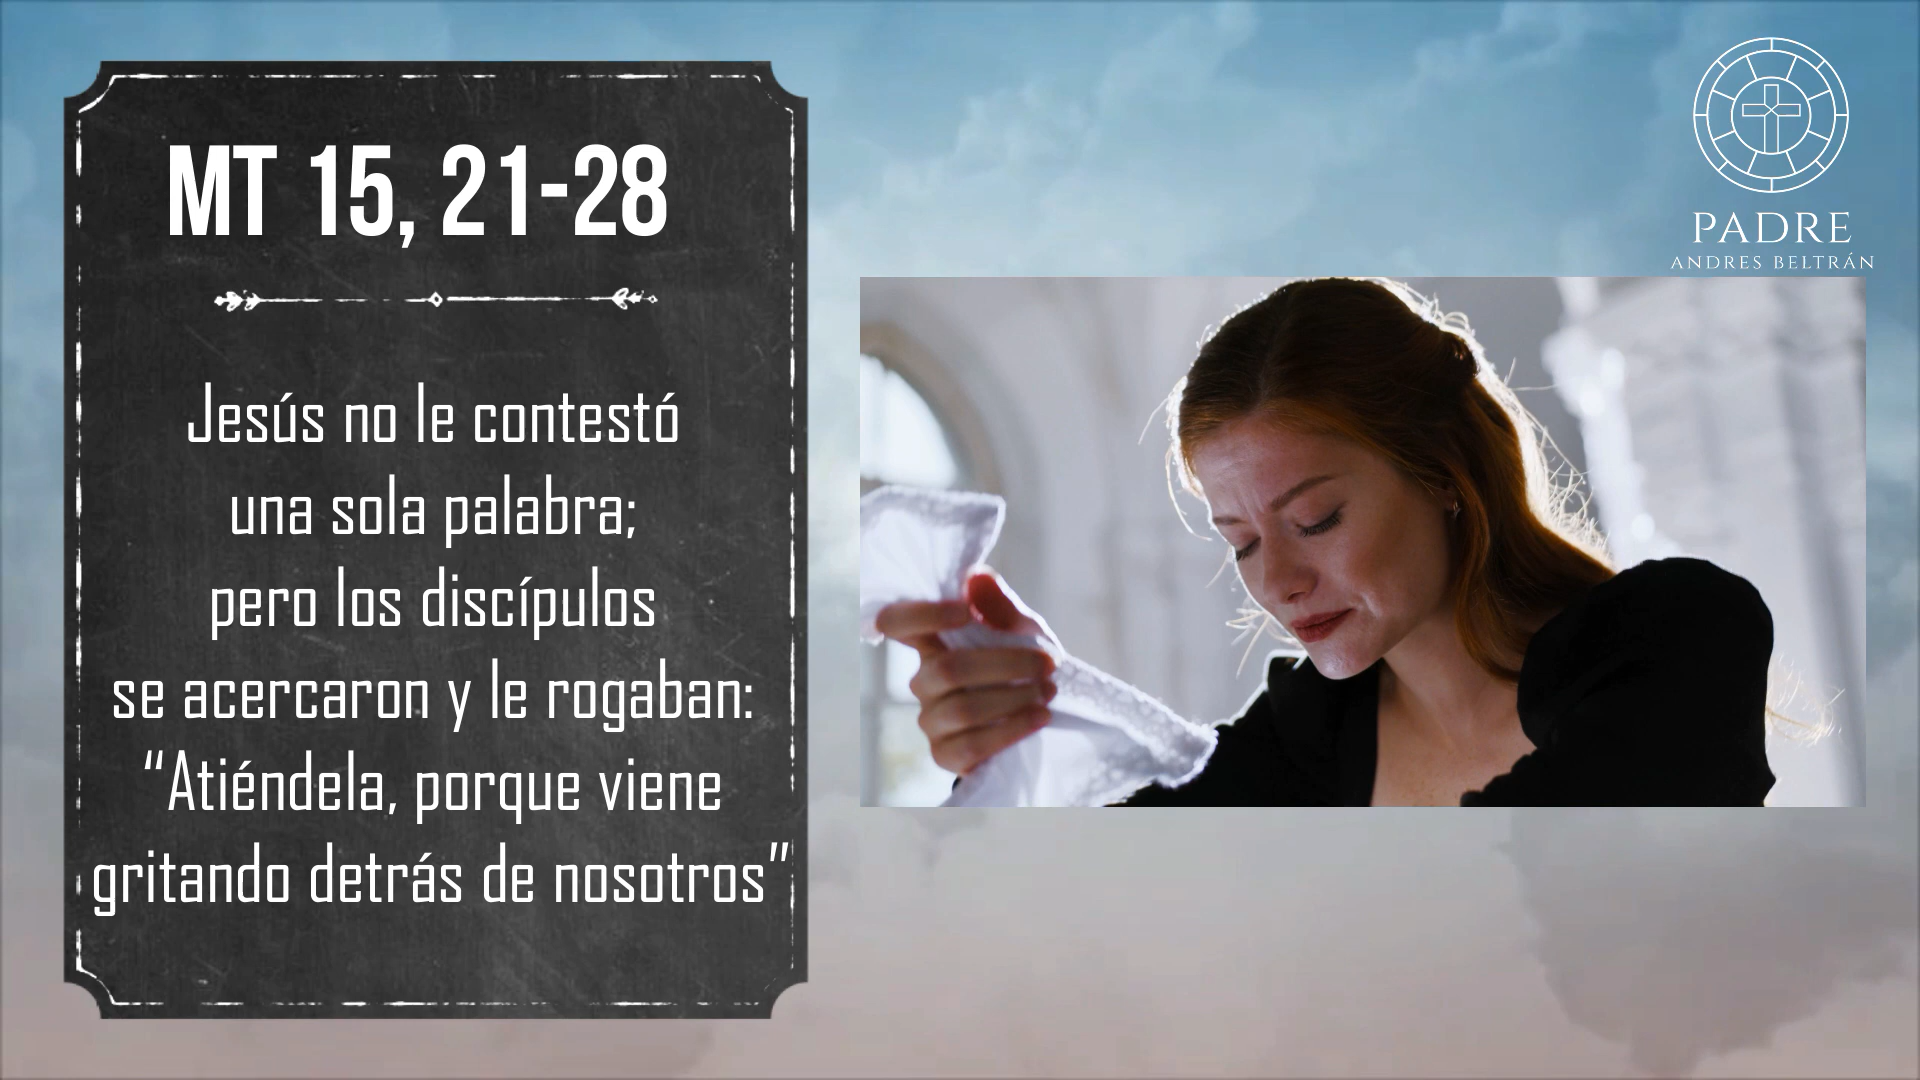 MT 15, 21-28
Jesús no le contestó
una sola palabra;
pero los discípulos
se acercaron y le rogaban:
“Atiéndela, porque viene
gritando detrás de nosotros”
PADRE
ANDRES BELTRÁN